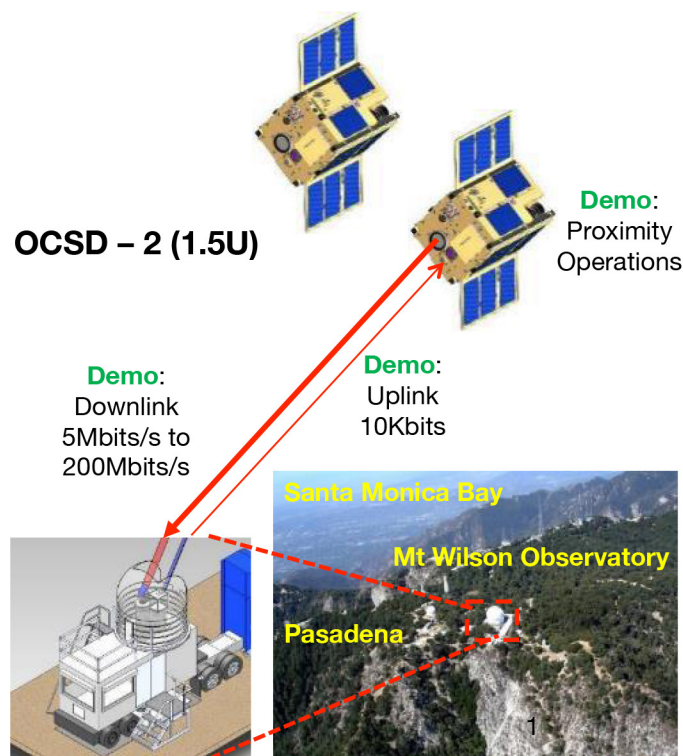 OCSD – 2 (1.5U)
Demo:
Proximity
Operations
Demo:
Downlink
5Mbits/s to
200Mbits/s
Demo:
Uplink
10Kbits
Santa Monica Bay
Mt Wilson Observatory
Pasadena
1